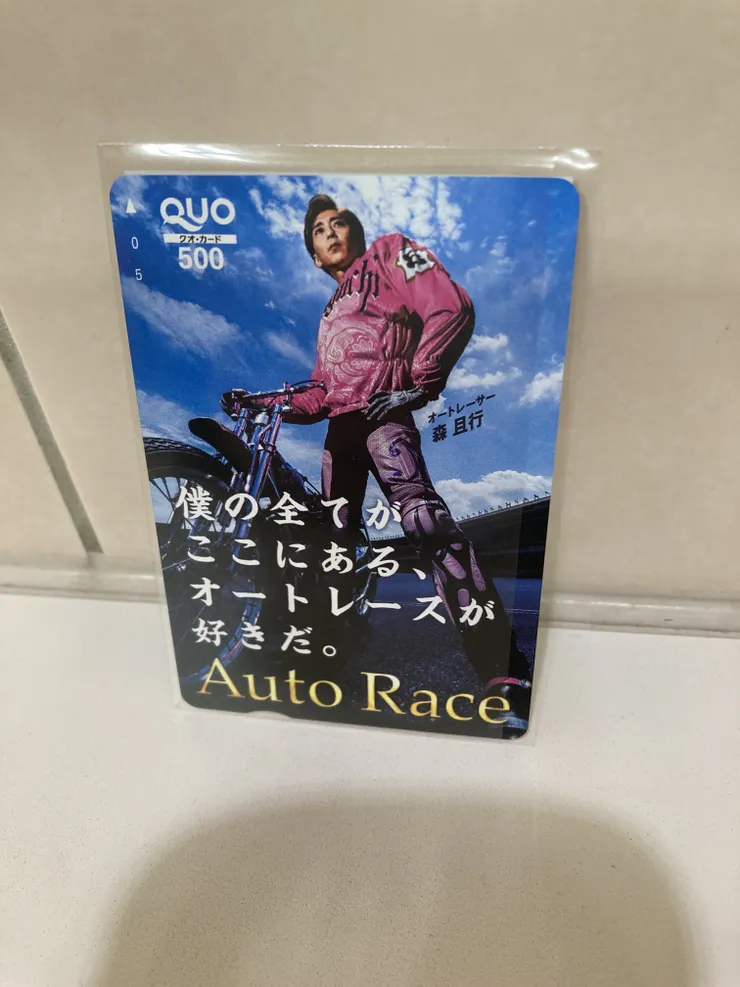 QUO
クオ・カード
500
0
5
オートレーサー
森 且行
僕の全てが
ここにある、
オートレースが
好きだ。
Auto Race